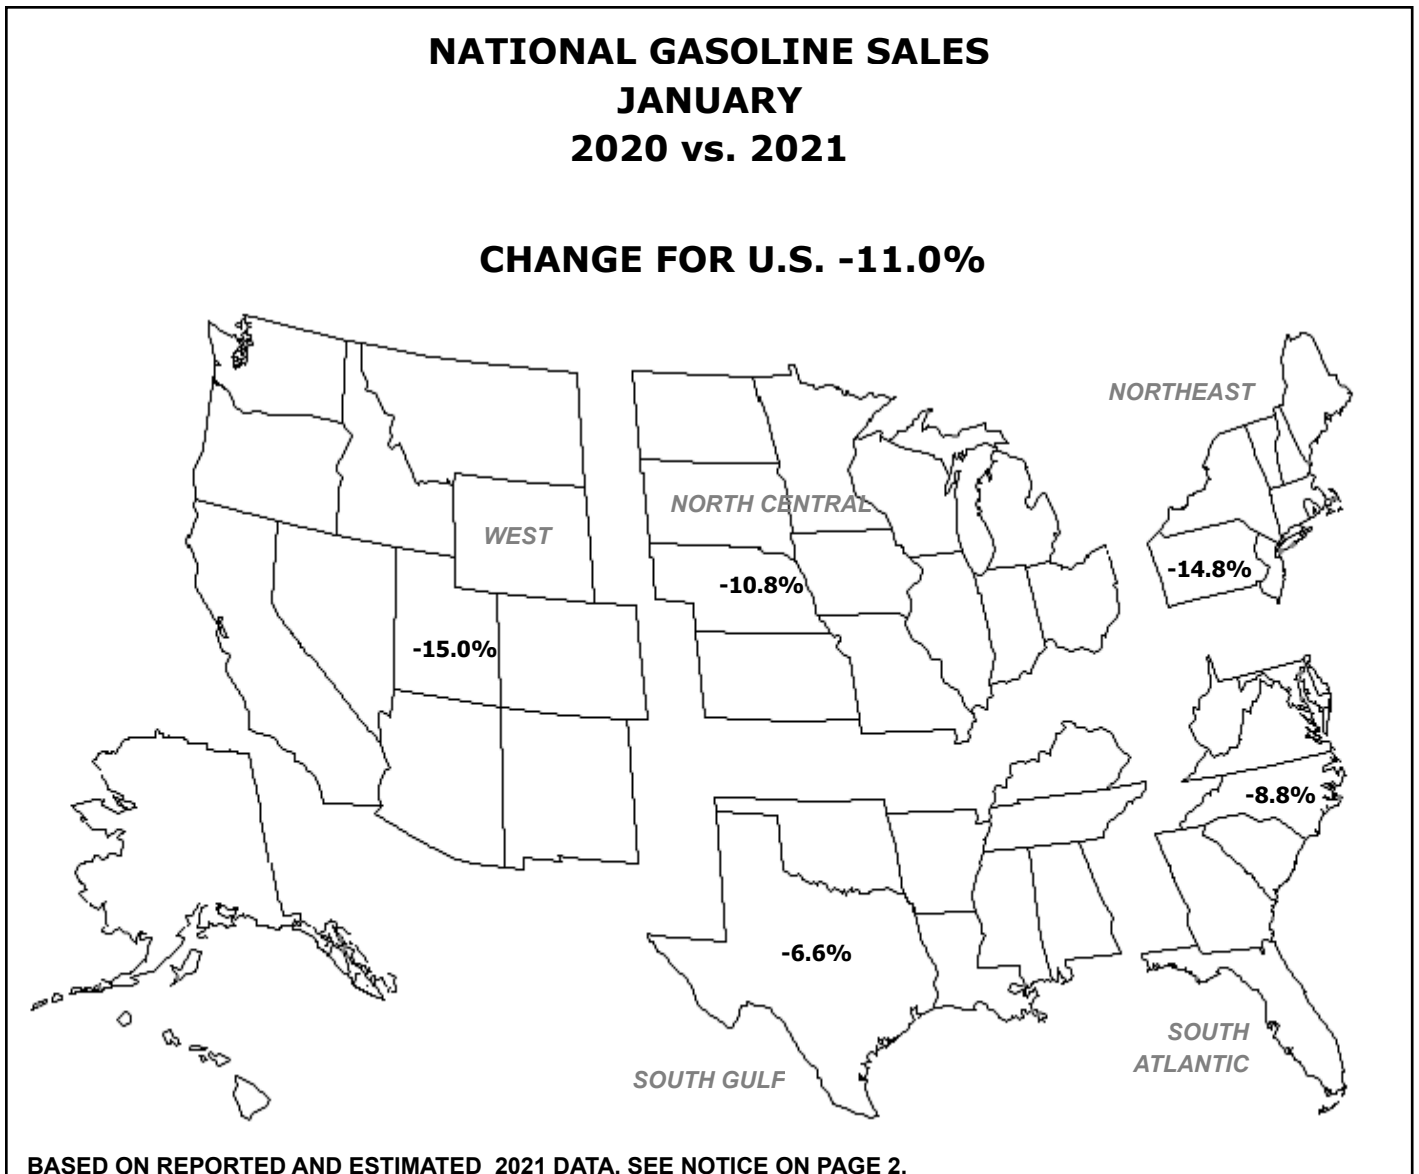 NATIONAL GASOLINE SALES
JANUARY
2020 vs. 2021
CHANGE FOR U.S. -11.0%
NORTHEAST
NORTH CENTRAL
WEST
-14.8%
-10.8%
-15.0%
-8.8%
-6.6%
SOUTH
ATLANTIC
SOUTH GULF
BASED ON REPORTED AND ESTIMATED  2021 DATA. SEE NOTICE ON PAGE 2.